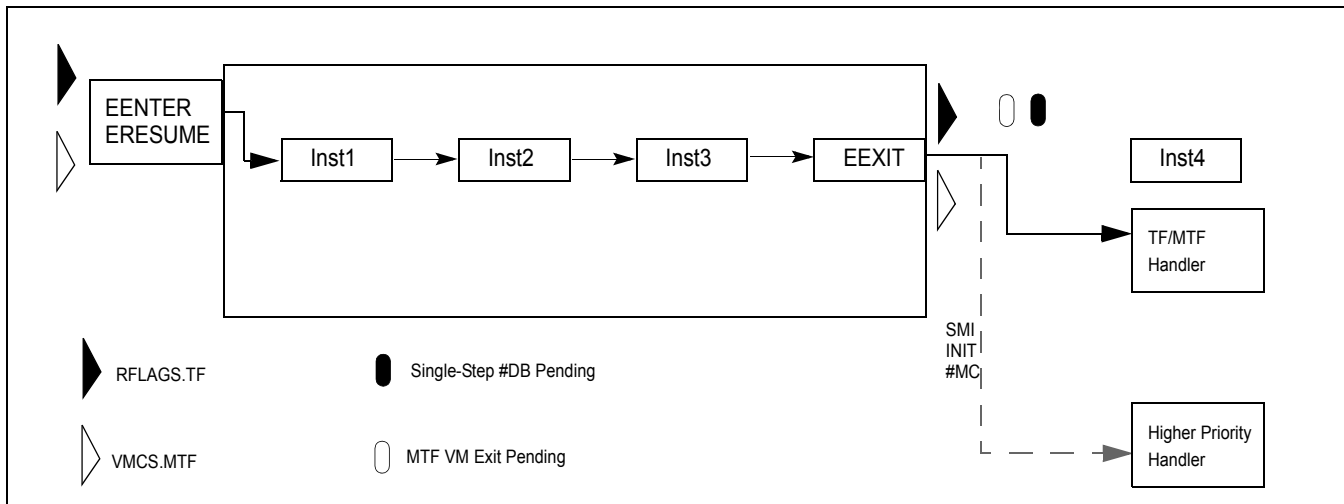 EENTER
ERESUME
Inst1
Inst2
Inst3
EEXIT
Inst4
TF/MTF
Handler
SMI
INIT
#MC
RFLAGS.TF
Single-Step #DB Pending
VMCS.MTF
MTF VM Exit Pending
Higher Priority
Handler